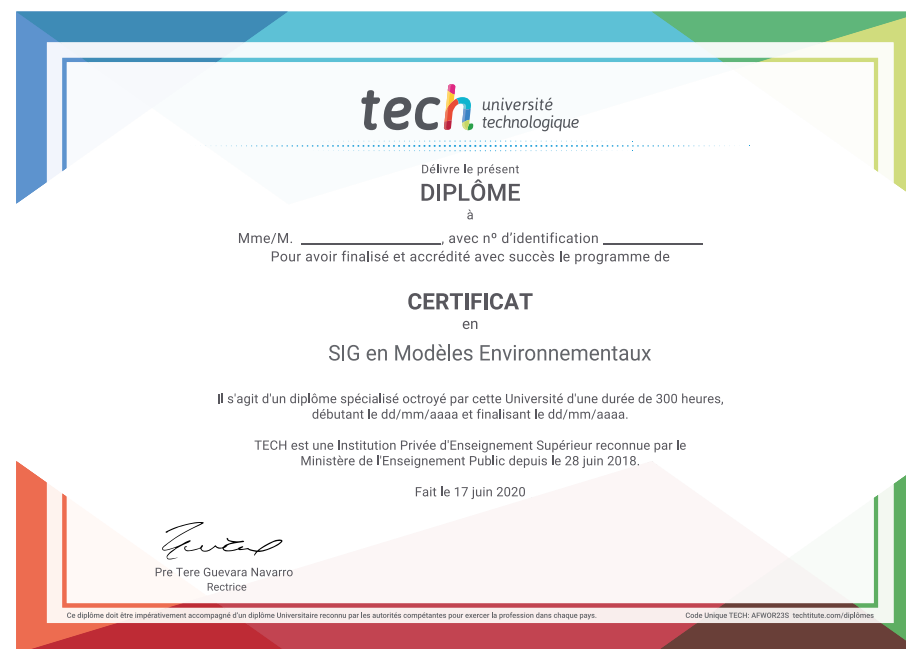 tech université
technologique
Délivre le présent
DIPLÔME
à
Mme/M. ____________________, avec nº d'identification ______________
Pour avoir finalisé et accrédité avec succès le programme de
CERTIFICAT
en
SIG en Modèles Environnementaux
Il s'agit d'un diplôme spécialisé octroyé par cette Université d'une durée de 300 heures,
débutant le dd/mm/aaaa et finalisant le dd/mm/aaaa.
TECH est une Institution Privée d'Enseignement Supérieur reconnue par le
Ministère de l'Enseignement Public depuis le 28 juin 2018.
Fait le 17 juin 2020
Pre Tere Guevara Navarro
Rectrice
Ce diplôme doit être impérativement accompagné d'un diplôme Universitaire reconnu par les autorités compétantes pour exercer la profession dans chaque pays.
Code Unique TECH: AFWOR23S techtitute.com/diplômes